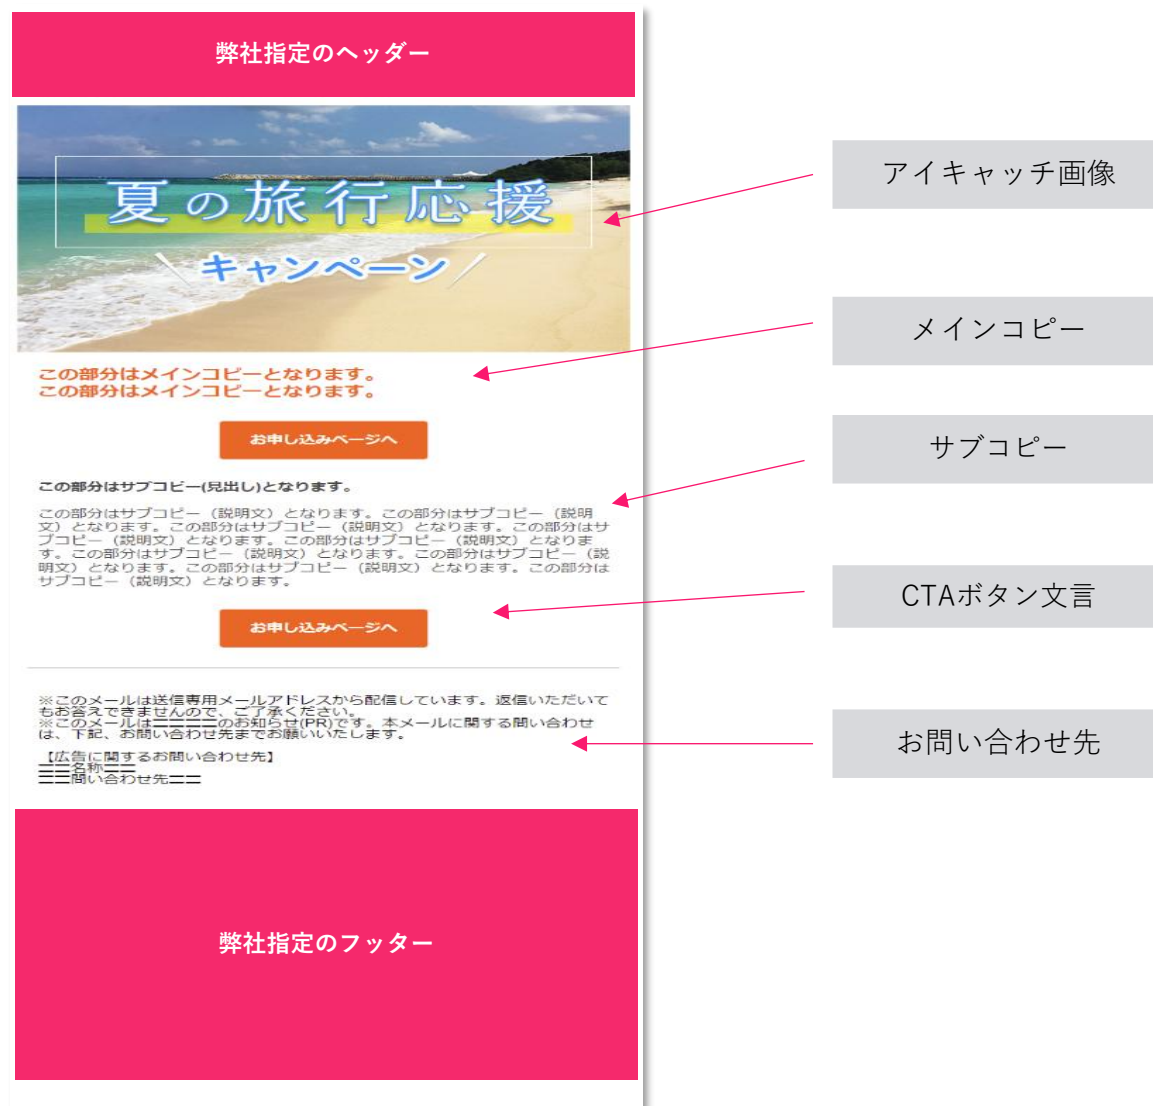 弊社指定のヘッダー
夏の旅行応援
キャンペーン
アイキャッチ画像
メインコピー
この部分はメインコピーとなります。
この部分はメインコピーとなります。
お申し込みページへ
サブコピー
この部分はサブコピー(見出し)となります。
この部分はサブコピー（説明文）となります。この部分はサブコピー（説明
文）となります。この部分はサブコピー（説明文）となります。この部分はサ
ブコピー（説明文）となります。この部分はサブコピー（説明文）となりま
す。この部分はサブコピー（説明文）となります。この部分はサブコピー（説
明文）となります。この部分はサブコピー（説明文）となります。この部分は
サブコピー（説明文）となります。
CTAボタン文言
お申し込みページへ
※このメールは送信専用メールアドレスから配信しています。返信いただいて
もお答えできませんので、ご了承ください。
※このメールは〓〓〓〓のお知らせ(PR)です。本メールに関する問い合わせ
は、下記、お問い合わせ先までお願いいたします。
お問い合わせ先
【広告に関するお問い合わせ先】
〓〓名称〓〓
〓〓問い合わせ先〓〓
弊社指定のフッター